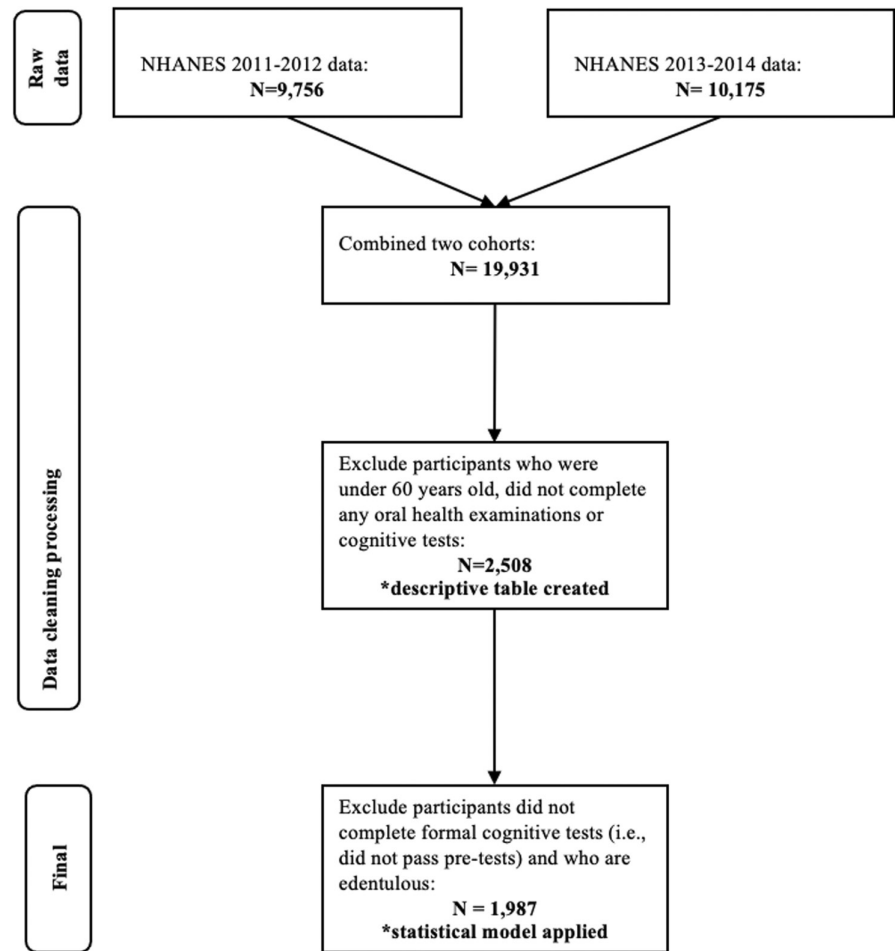 Raw
data
NHANES 2011-2012 data:
N=9,756
NHANES 2013-2014 data:
N= 10,175
Data cleaning processing
Combined two cohorts:
N= 19,931
Exclude participants who were
under 60 years old, did not complete
any oral health examinations or
cognitive tests:
N=2,508
*descriptive table created
Final
Exclude participants did not
complete formal cognitive tests (i.e.,
did not pass pre-tests) and who are
edentulous:
N = 1,987
*statistical model applied